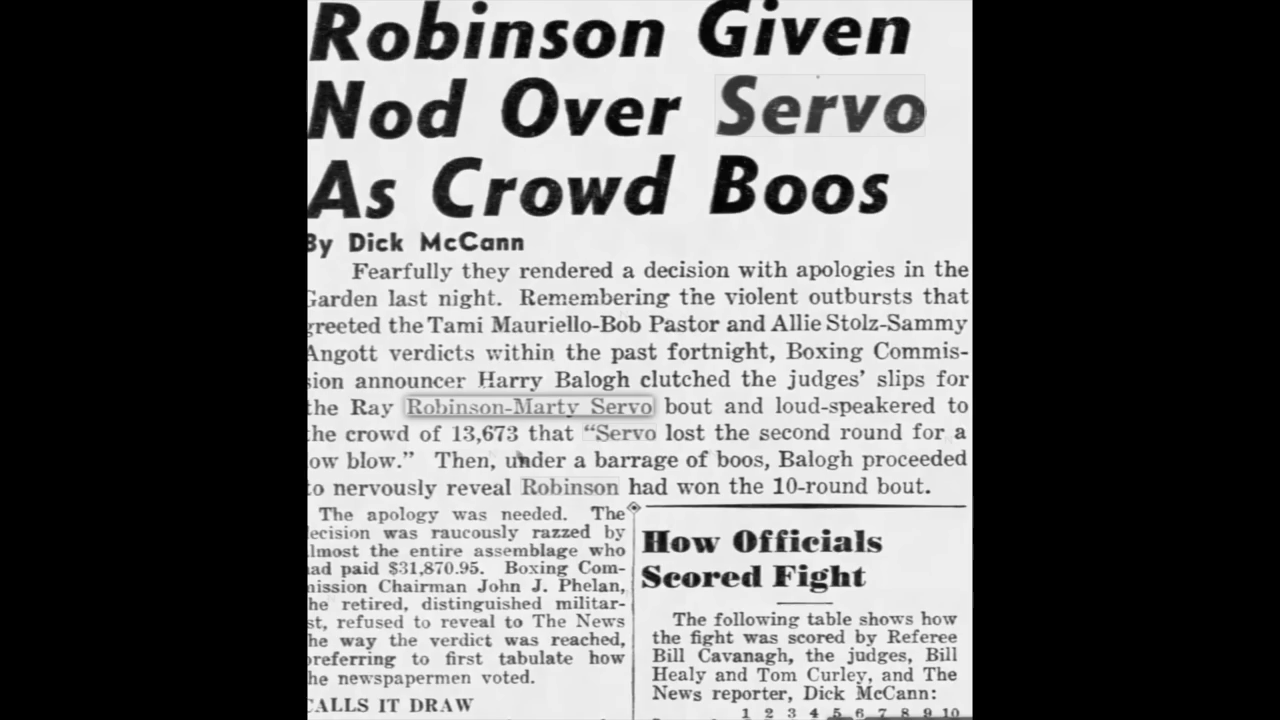 Robinson Given
Nod Over Servo
As Crowd Boos
By Dick McCann
Fearfully they rendered a decision with apologies in the
Garden last night. Remembering the violent outbursts that
greeted the Tami Mauriello-Bob Pastor and Allie Stolz-Sammy
Angott verdicts within the past fortnight, Boxing Commis-
sion announcer Harry Balogh clutched the judges' slips for
the Ray Robinson-Marty Servo bout and loud-speakered to
the crowd of 13,673 that "Servo lost the second round for a
ow blow." Then, under a barrage of boos, Balogh proceeded
to nervously reveal Robinson had won the 10-round bout.
The apology was needed. The
ecision was raucously razzed by
lmost the entire assemblage who
ad paid $31,870.95. Boxing Com-
mission Chairman John J. Phelan,
he retired, distinguished militar-
st, refused to reveal to The News
he way the verdict was reached,
preferring to first tabulate how
he newspapermen voted.
CALLS IT DRAW
How Officials
Scored Fight
The following table shows how
the fight was scored by Referee
Bill Cavanagh, the judges, Bill
Healy and Tom Curley, and The
News reporter, Dick McCann:
1 2 3 4 5 6 7 8 9 10